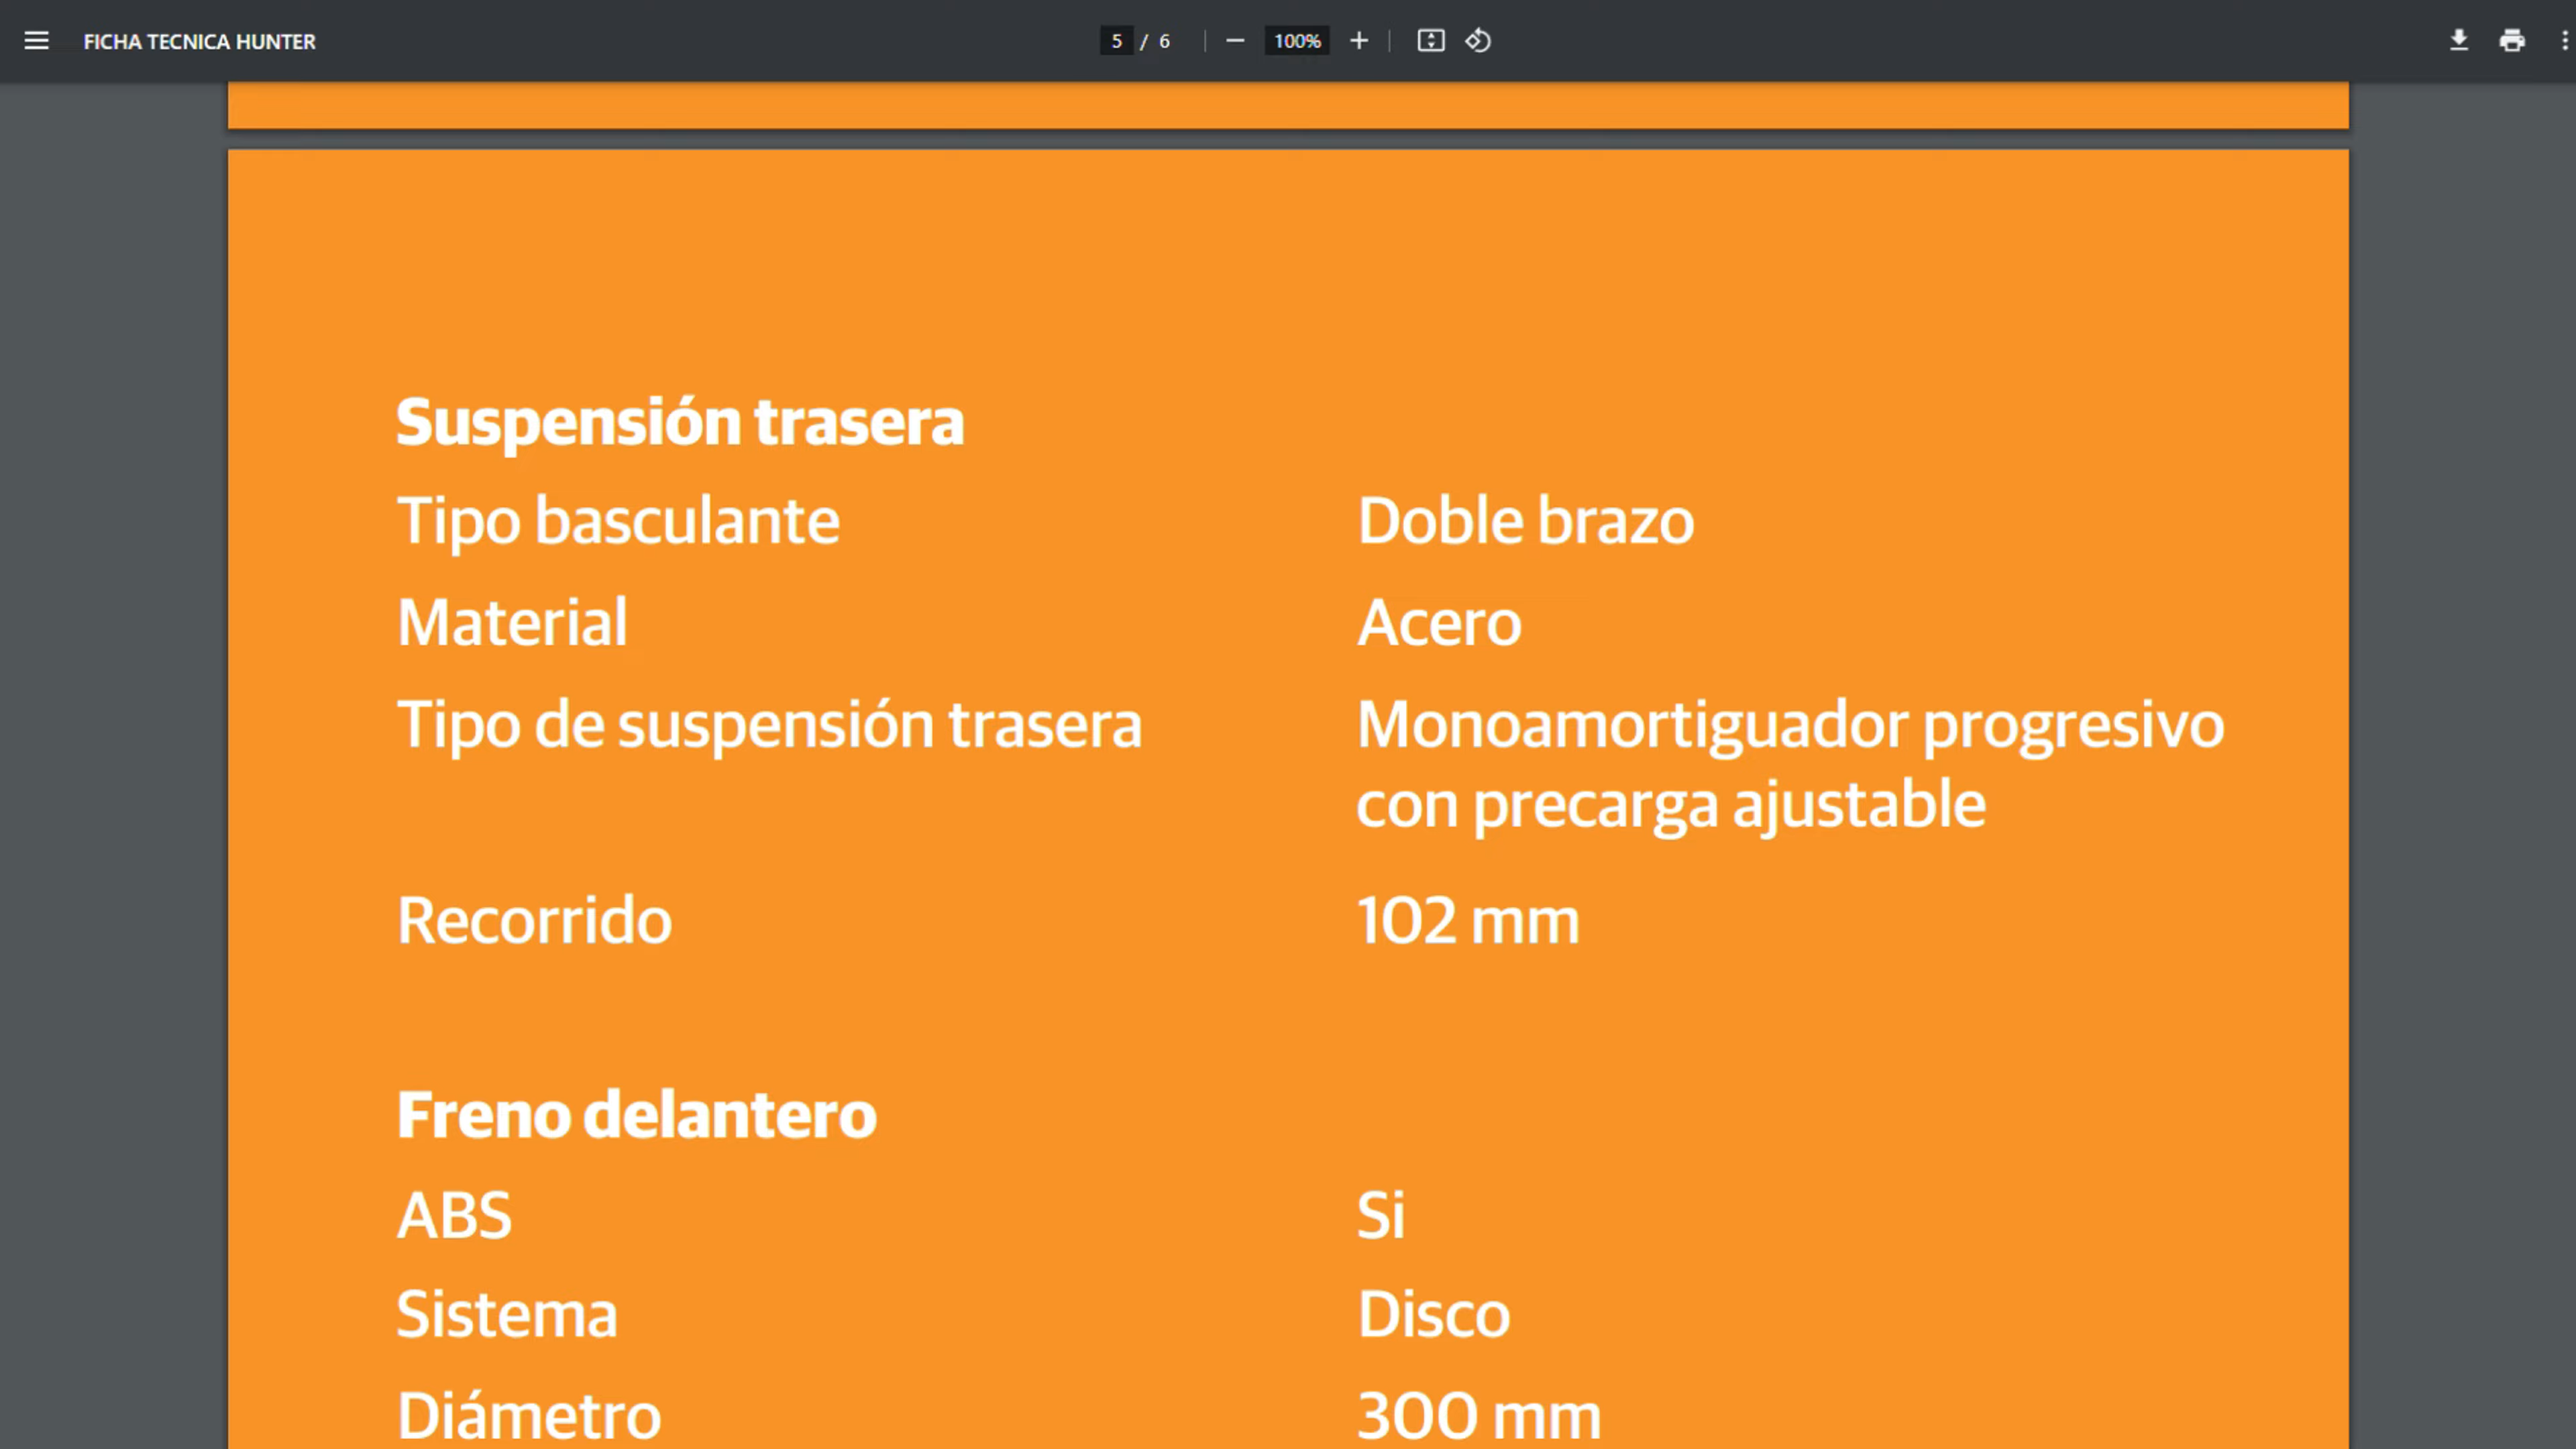 FICHA TECNICA HUNTER
5 / 6
100%
Suspensión trasera
Tipo basculante Doble brazo
Material Acero
Tipo de suspensión trasera Monoamortiguador progresivo
con precarga ajustable
Recorrido 102 mm
Freno delantero
ABS Si
Sistema Disco
Diámetro 300 mm